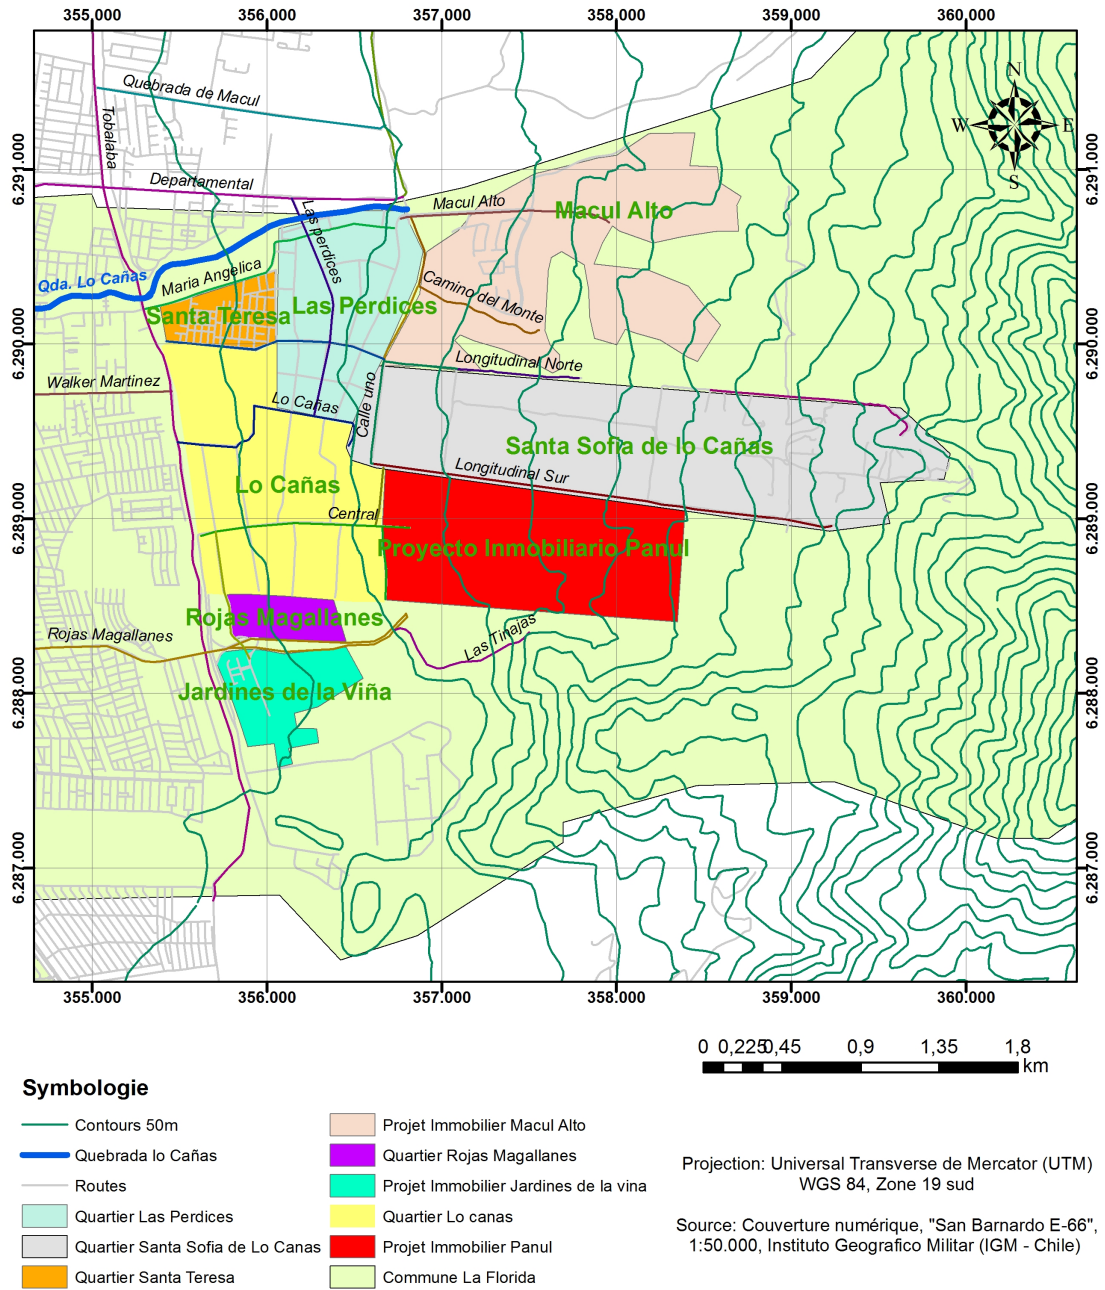 355.000 356.000 357.000 358.000 359.000 360.000
N
W E
S
6.291.000 6.291.000
6.290.000 6.290.000
6.289.000 6.289.000
6.288.000 6.288.000
6.287.000 6.287.000
Quebrada de Macul
Tobalaba
Departamental
Las perdices
Macul Alto
Macul Alto
Maria Angelica
Qda. Lo Cañas
Camino del Monte
Santa Teresa
Las Perdices
Longitudinal Norte
Walker Martinez
Calle uno
Lo Cañas
Santa Sofia de lo Cañas
Longitudinal Sur
Lo Cañas
Central
Proyecto Inmobiliario Panul
Rojas Magallanes
Rojas Magallanes
Las Tinajas
Jardines de la Viña
355.000 356.000 357.000 358.000 359.000 360.000
0 0,225 0,45 0,9 1,35 1,8
km
Symbologie
Contours 50m
Quebrada lo Cañas
Routes
Quartier Las Perdices
Quartier Santa Sofia de Lo Canas
Quartier Santa Teresa
Projet Immobilier Macul Alto
Quartier Rojas Magallanes
Projet Immobilier Jardines de la vina
Quartier Lo canas
Projet Immobilier Panul
Commune La Florida
Projection: Universal Transverse de Mercator (UTM)
WGS 84, Zone 19 sud
Source: Couverture numérique, "San Barnardo E-66",
1:50.000, Instituto Geografico Militar (IGM - Chile)